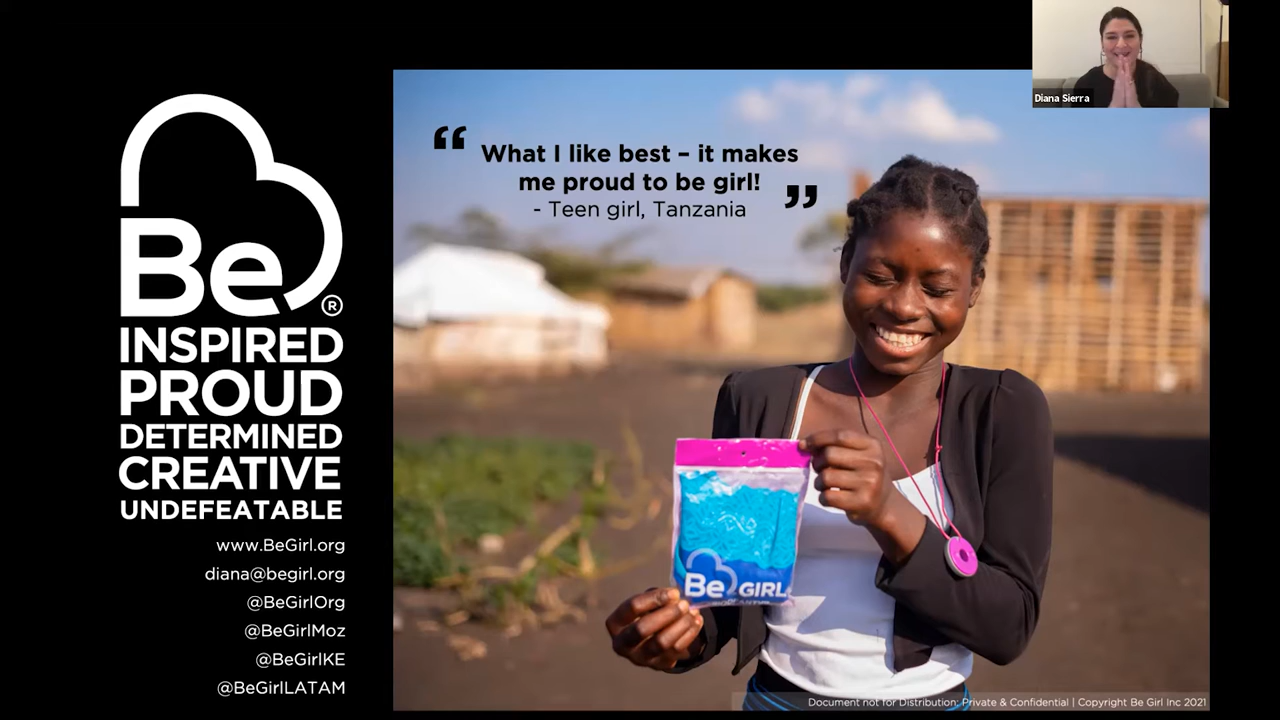 Be®
INSPIRED
PROUD
DETERMINED
CREATIVE
UNDEFEATABLE
www.BeGirl.org
diana@begirl.org
@BeGirlOrg
@BeGirlMoz
@BeGirlKE
@BeGirlLATAM
“ What I like best – it makes
me proud to be girl! ”
- Teen girl, Tanzania
Be GIRL
Diana Sierra
Document not for Distribution: Private & Confidential | Copyright Be Girl Inc 2021